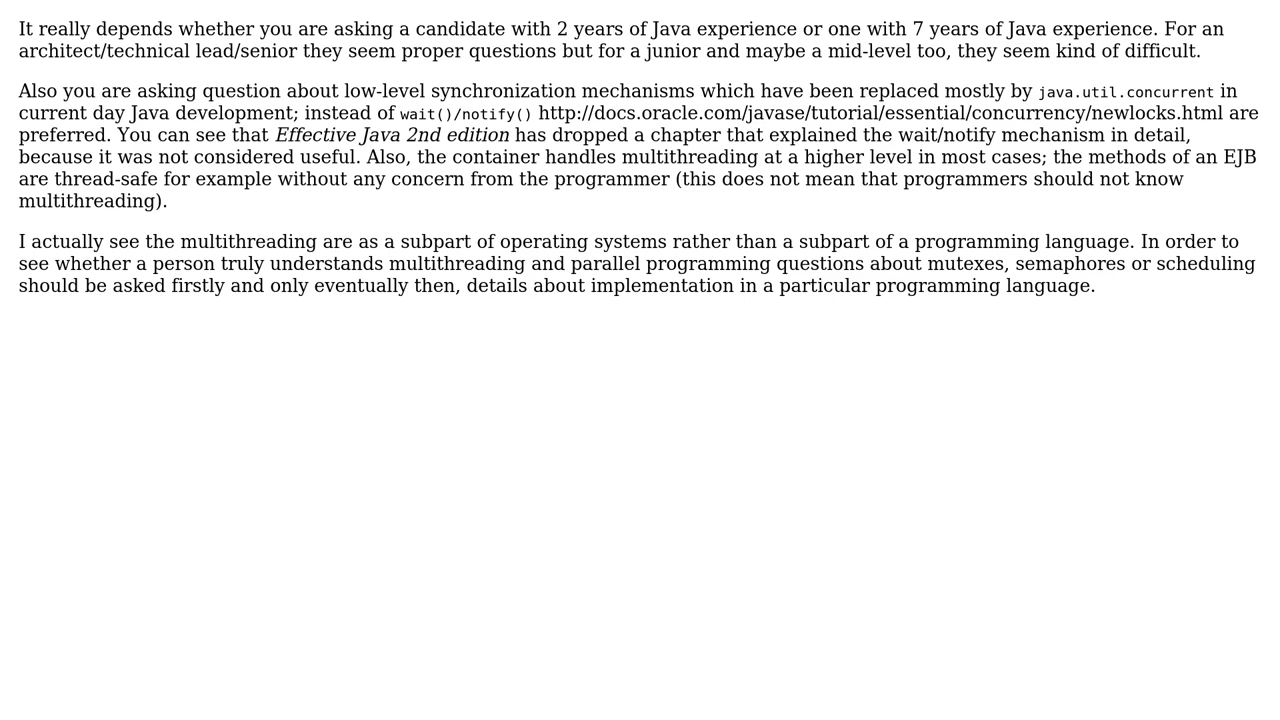 It really depends whether you are asking a candidate with 2 years of Java experience or one with 7 years of Java experience. For an
architect/technical lead/senior they seem proper questions but for a junior and maybe a mid-level too, they seem kind of difficult.
Also you are asking question about low-level synchronization mechanisms which have been replaced mostly by java.util.concurrent in
current day Java development; instead of wait()/notify() http://docs.oracle.com/javase/tutorial/essential/concurrency/newlocks.html are
preferred. You can see that Effective Java 2nd edition has dropped a chapter that explained the wait/notify mechanism in detail,
because it was not considered useful. Also, the container handles multithreading at a higher level in most cases; the methods of an EJB
are thread-safe for example without any concern from the programmer (this does not mean that programmers should not know
multithreading).
I actually see the multithreading are as a subpart of operating systems rather than a subpart of a programming language. In order to
see whether a person truly understands multithreading and parallel programming questions about mutexes, semaphores or scheduling
should be asked firstly and only eventually then, details about implementation in a particular programming language.